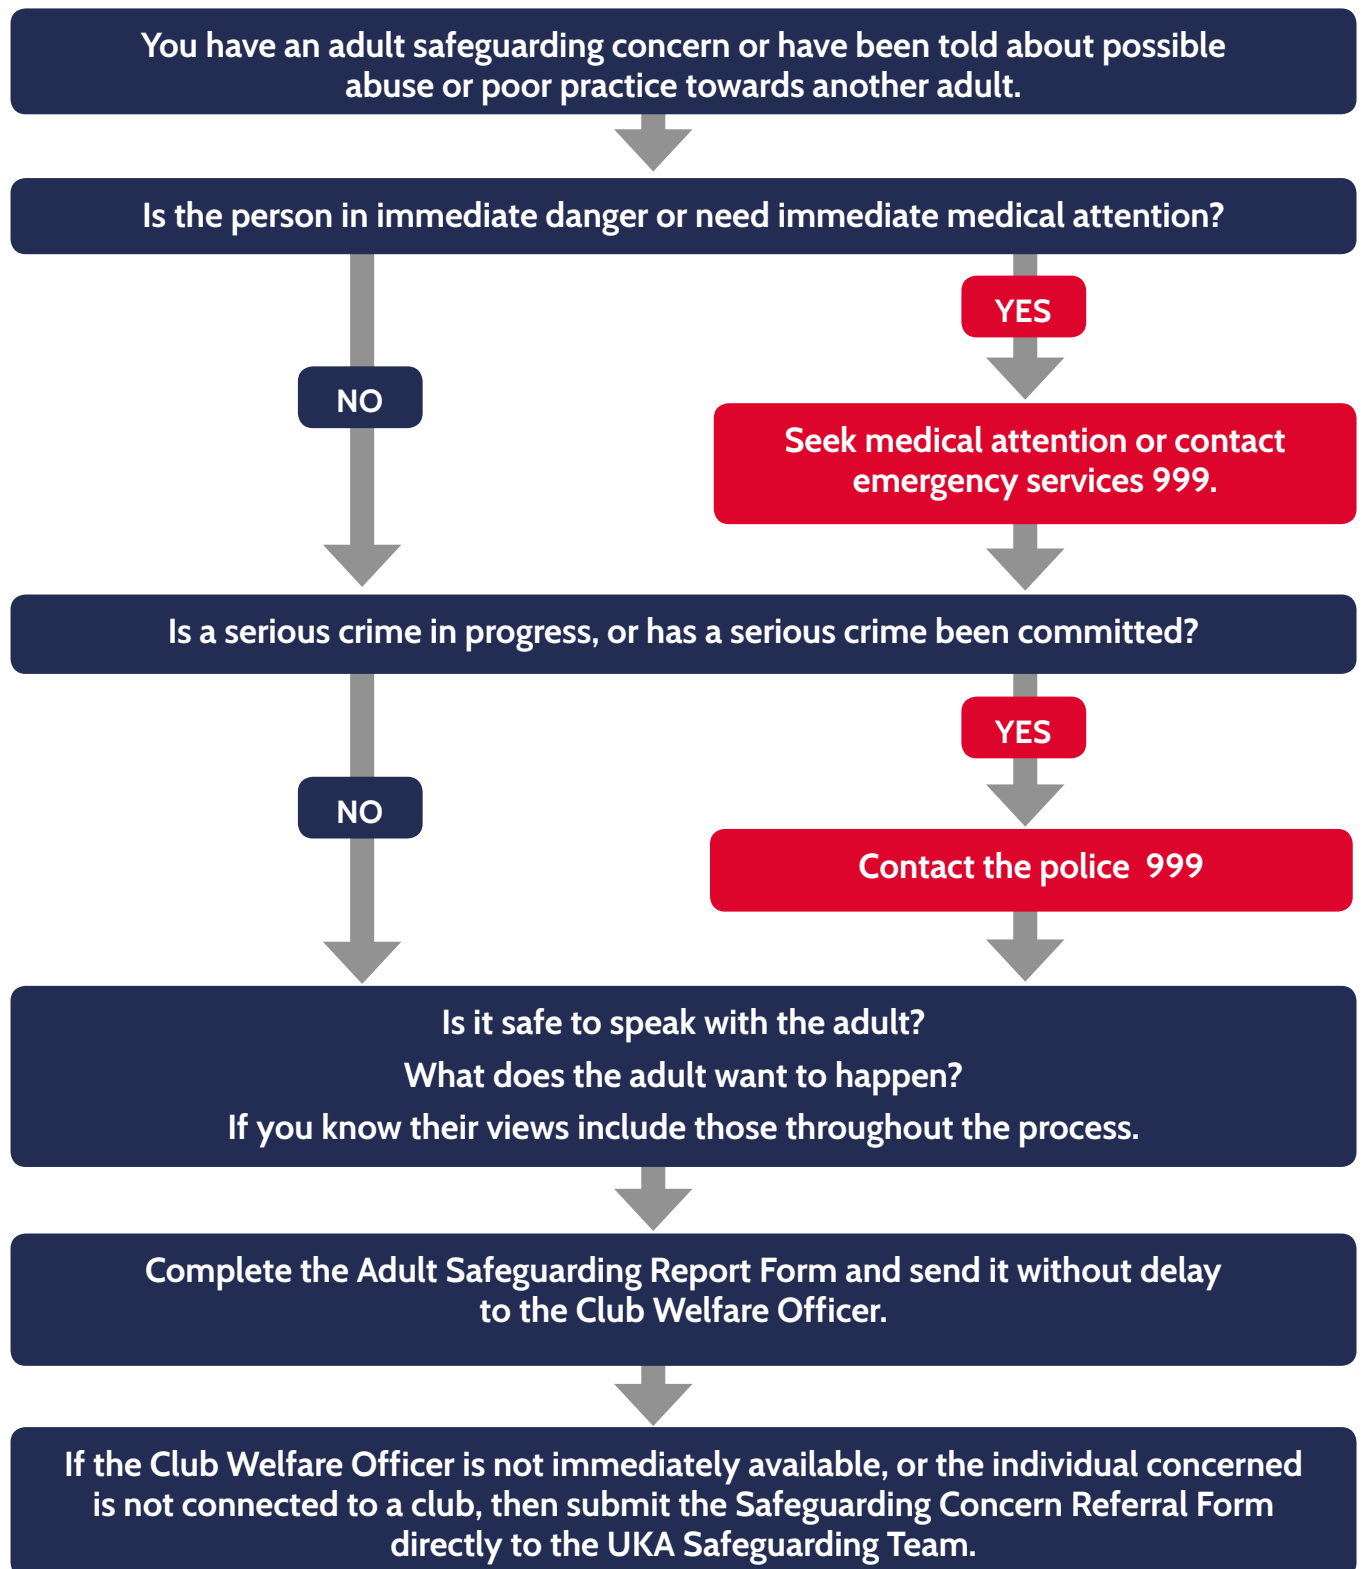 You have an adult safeguarding concern or have been told about possible
abuse or poor practice towards another adult.
Is the person in immediate danger or need immediate medical attention?
YES
NO
Seek medical attention or contact
emergency services 999.
Is a serious crime in progress, or has a serious crime been committed?
YES
NO
Contact the police 999
Is it safe to speak with the adult?
What does the adult want to happen?
If you know their views include those throughout the process.
Complete the Adult Safeguarding Report Form and send it without delay
to the Club Welfare Officer.
If the Club Welfare Officer is not immediately available, or the individual concerned
is not connected to a club, then submit the Safeguarding Concern Referral Form
directly to the UKA Safeguarding Team.